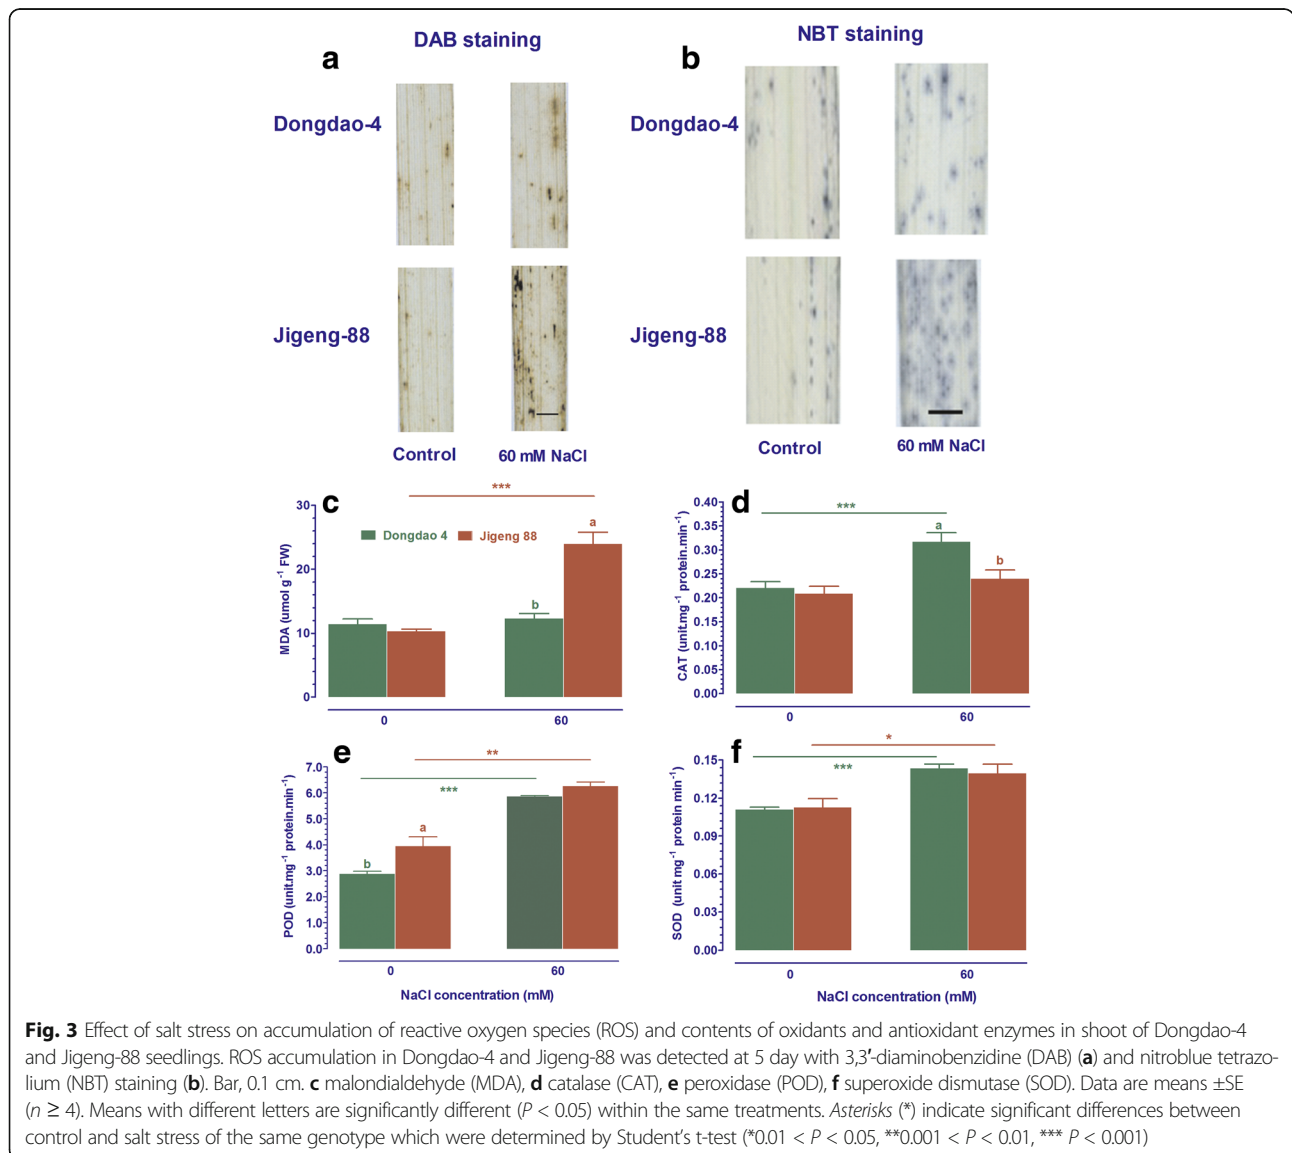 DAB staining
NBT staining
a
b
Dongdao-4
Dongdao-4
Jigeng-88
Jigeng-88
Control
60 mM NaCl
Control
60 mM NaCl
c
***
30
20
10
0
MDA (umol g⁻¹ FW)
Dongdao 4
Jigeng 88
b
a
0
60
d
***
0.40
0.35
0.30
0.25
0.20
0.15
0.10
0.05
0.00
CAT (unit.mg⁻¹ protein.min⁻¹)
a
b
0
60
e
**
***
7.0
6.0
5.0
4.0
3.0
2.0
1.0
0.0
POD (unit.mg⁻¹ protein.min⁻¹)
b
a
0
60
NaCl concentration (mM)
f
*
***
0.15
0.12
0.09
0.06
0.03
0.00
SOD (unit mg⁻¹ protein min⁻¹)
0
60
NaCl concentration (mM)
Fig. 3 Effect of salt stress on accumulation of reactive oxygen species (ROS) and contents of oxidants and antioxidant enzymes in shoot of Dongdao-4
and Jigeng-88 seedlings. ROS accumulation in Dongdao-4 and Jigeng-88 was detected at 5 day with 3,3′-diaminobenzidine (DAB) (a) and nitroblue tetrazo-
lium (NBT) staining (b). Bar, 0.1 cm. c malondialdehyde (MDA), d catalase (CAT), e peroxidase (POD), f superoxide dismutase (SOD). Data are means ±SE
(n ≥ 4). Means with different letters are significantly different (P < 0.05) within the same treatments. Asterisks (*) indicate significant differences between
control and salt stress of the same genotype which were determined by Student's t-test (*0.01 < P < 0.05, **0.001 < P < 0.01, *** P < 0.001)